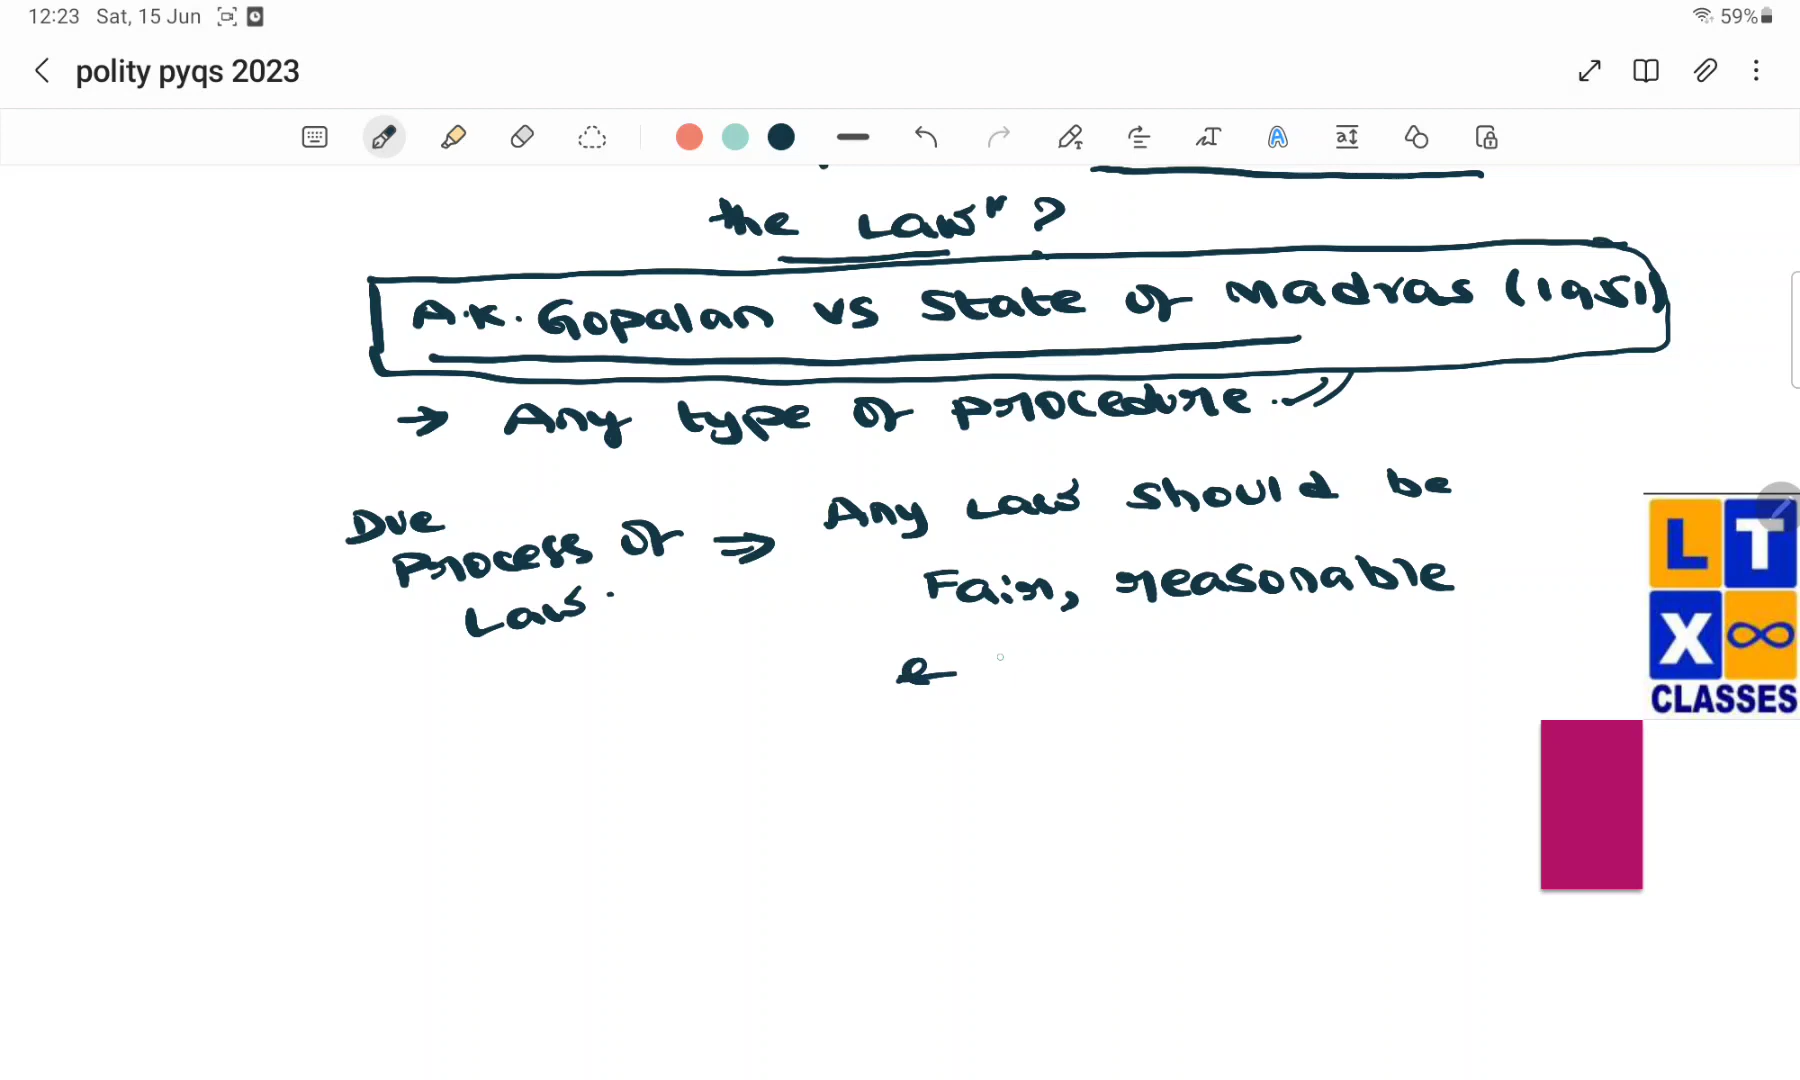 12:23 Sat, 15 Jun
59%
polity pyqs 2023
the Law" ?
A.K. Gopalan vs State of Madras (1951)
→ Any type of procedure.
Due Process of Law. ⇒ Any Law should be
Fair, reasonable
&
L T
X ∞
CLASSES